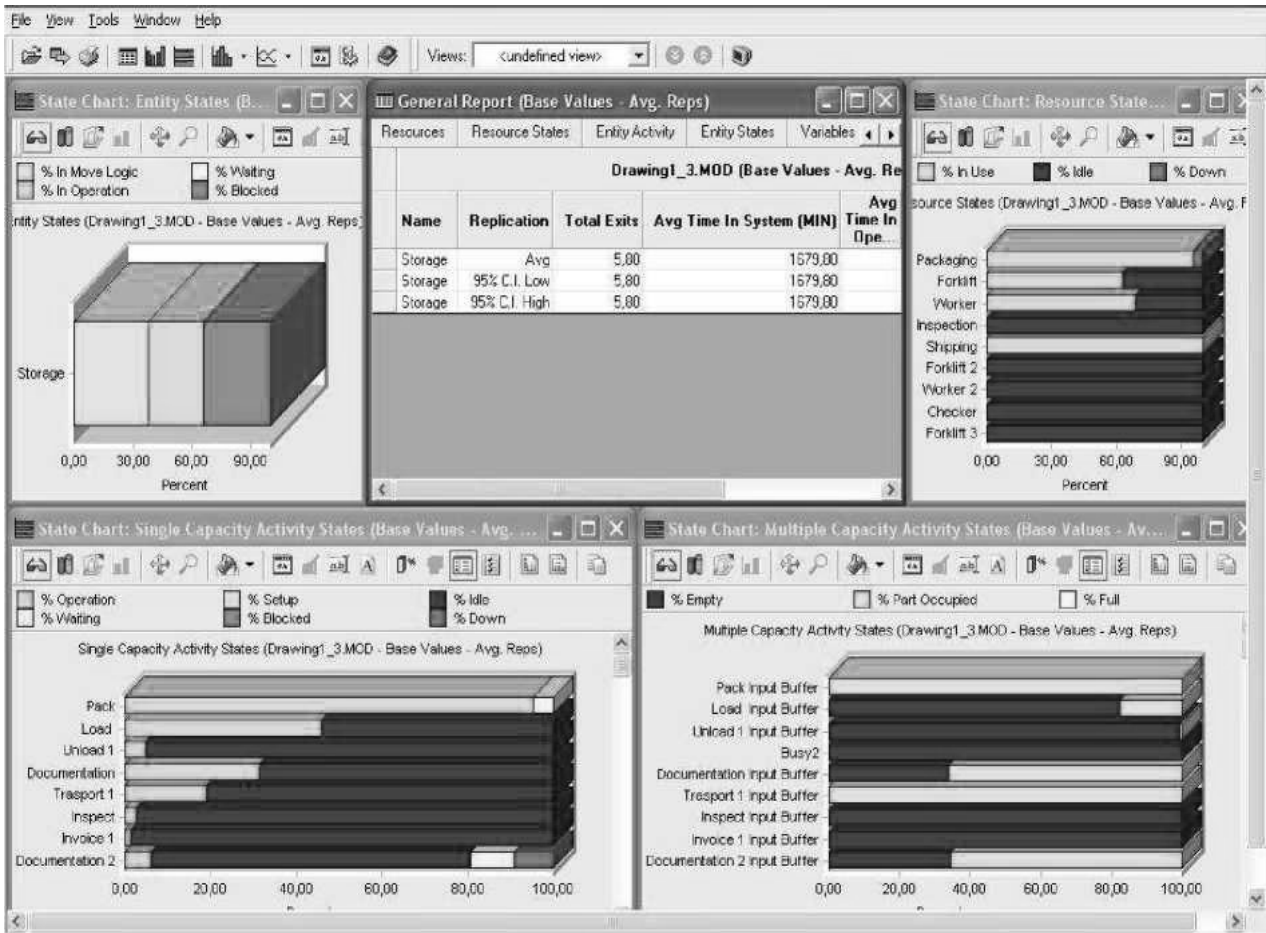 File View Tools Window Help
Views: <undefined view>
State Chart: Entity States (B...
% In Move Logic % Waiting
% In Operation % Blocked
ntity States (Drawing1_3.MOD - Base Values - Avg. Reps)
Storage
0,00 30,00 60,00 90,00
Percent
General Report (Base Values - Avg. Reps)
Resources Resource States Entity Activity Entity States Variables
Drawing1_3.MOD (Base Values - Avg. Re
Name Replication Total Exits Avg Time In System (MIN) Avg Time In Ope...
Storage Avg 5,80 1679,80
Storage 95% C.I. Low 5,80 1679,80
Storage 95% C.I. High 5,80 1679,80
State Chart: Resource State...
% In Use % Idle % Down
source States (Drawing1_3.MOD - Base Values - Avg. F
Packaging
Forklift
Worker
Inspection
Shipping
Forklift 2
Worker 2
Checker
Forklift 3
0,00 30,00 60,00 90,00
Percent
State Chart: Single Capacity Activity States (Base Values - Avg. ...
% Operation % Setup % Idle
% Waiting % Blocked % Down
Single Capacity Activity States (Drawing1_3.MOD - Base Values - Avg. Reps)
Pack
Load
Unload 1
Documentation
Trasport 1
Inspect
Invoice 1
Documentation 2
0,00 20,00 40,00 60,00 80,00 100,00
State Chart: Multiple Capacity Activity States (Base Values - Av...
% Empty % Part Occupied % Full
Multiple Capacity Activity States (Drawing1_3.MOD - Base Values - Avg. Reps)
Pack Input Buffer
Load Input Buffer
Unload 1 Input Buffer
Busy2
Documentation Input Buffer
Trasport 1 Input Buffer
Inspect Input Buffer
Invoice 1 Input Buffer
Documentation 2 Input Buffer
0,00 20,00 40,00 60,00 80,00 100,00